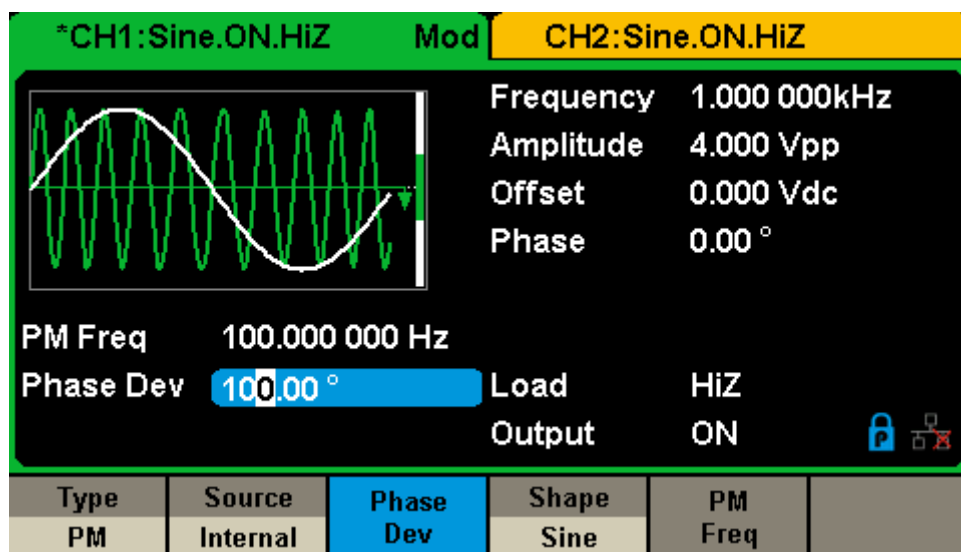 *CH1:Sine.ON.HiZ Mod CH2:Sine.ON.HiZ
Frequency 1.000 000kHz
Amplitude 4.000 Vpp
Offset 0.000 Vdc
Phase 0.00 °
PM Freq 100.000 000 Hz
Phase Dev 100.00 ° Load HiZ
Output ON P
Type Source Phase Dev Shape PM Freq
PM Internal Sine